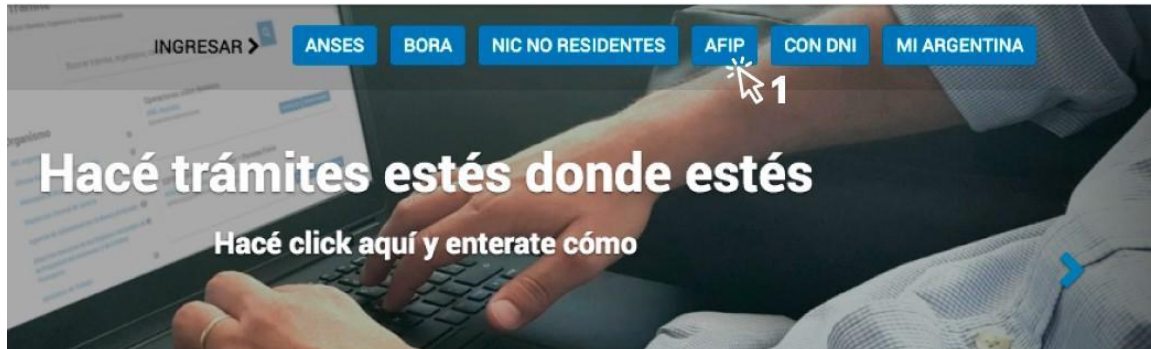 INGRESAR > ANSES BORA NIC NO RESIDENTES AFIP CON DNI MI ARGENTINA
1
Organismo
Hacé trámites estés donde estés
Hacé click aquí y enterate cómo